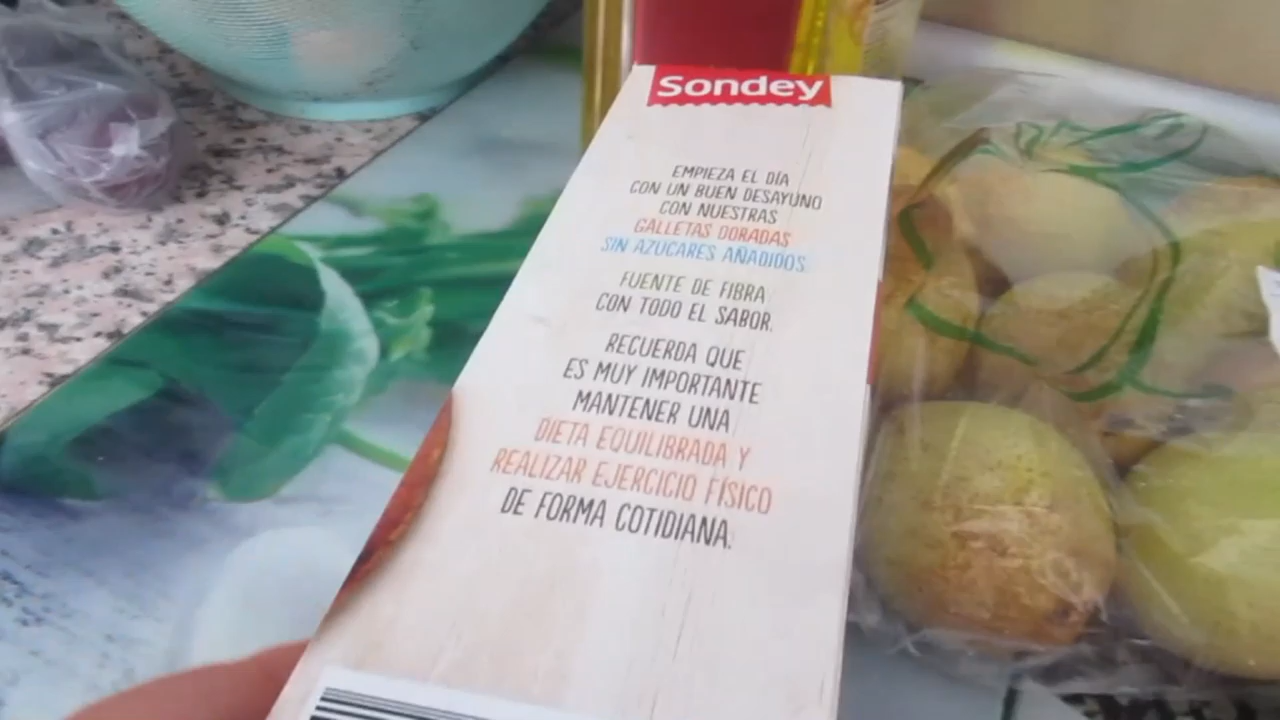 Sondey
EMPIEZA EL DÍA
CON UN BUEN DESAYUNO
CON NUESTRAS
GALLETAS DORADAS
SIN AZÚCARES AÑADIDOS.
FUENTE DE FIBRA
CON TODO EL SABOR.
RECUERDA QUE
ES MUY IMPORTANTE
MANTENER UNA
DIETA EQUILIBRADA Y
REALIZAR EJERCICIO FÍSICO
DE FORMA COTIDIANA.